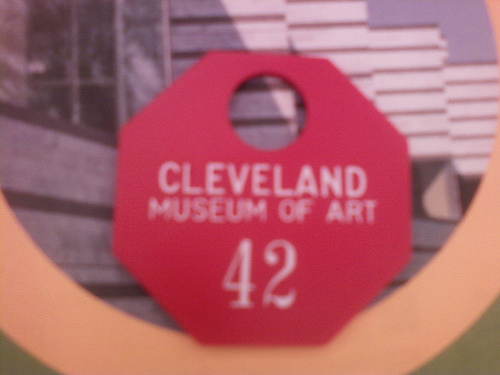 CLEVELAND
MUSEUM OF ART
42